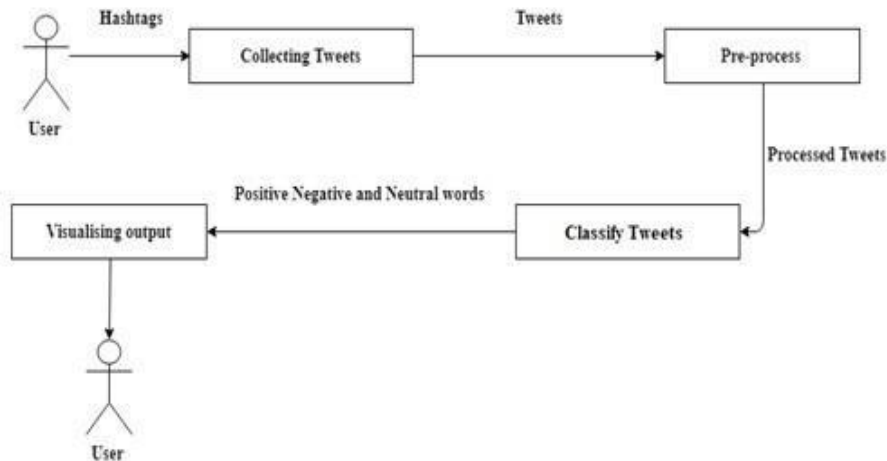 Hashtags
Tweets
Collecting Tweets
Pre-process
User
Processed Tweets
Positive Negative and Neutral words
Visualising output
Classify Tweets
User